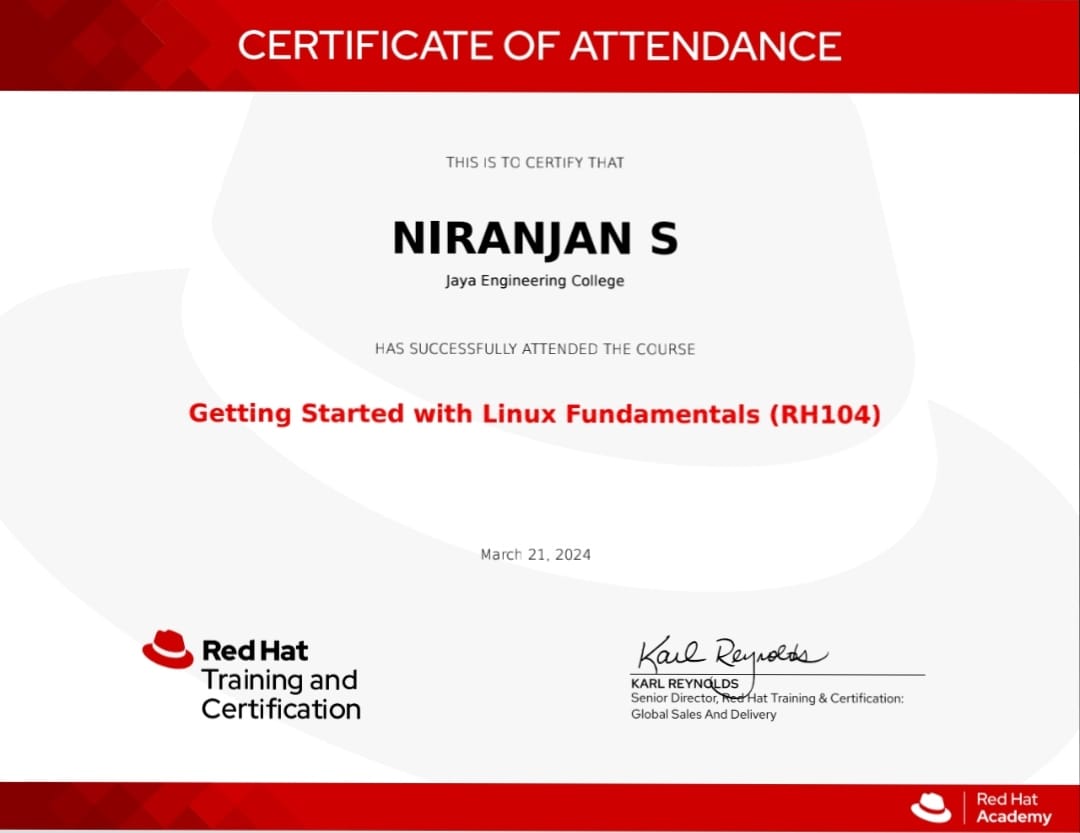 CERTIFICATE OF ATTENDANCE
THIS IS TO CERTIFY THAT
NIRANJAN S
Jaya Engineering College
HAS SUCCESSFULLY ATTENDED THE COURSE
Getting Started with Linux Fundamentals (RH104)
March 21, 2024
Red Hat
Training and
Certification
Karl Reynolds
KARL REYNOLDS
Senior Director, Red Hat Training & Certification:
Global Sales And Delivery
Red Hat
Academy